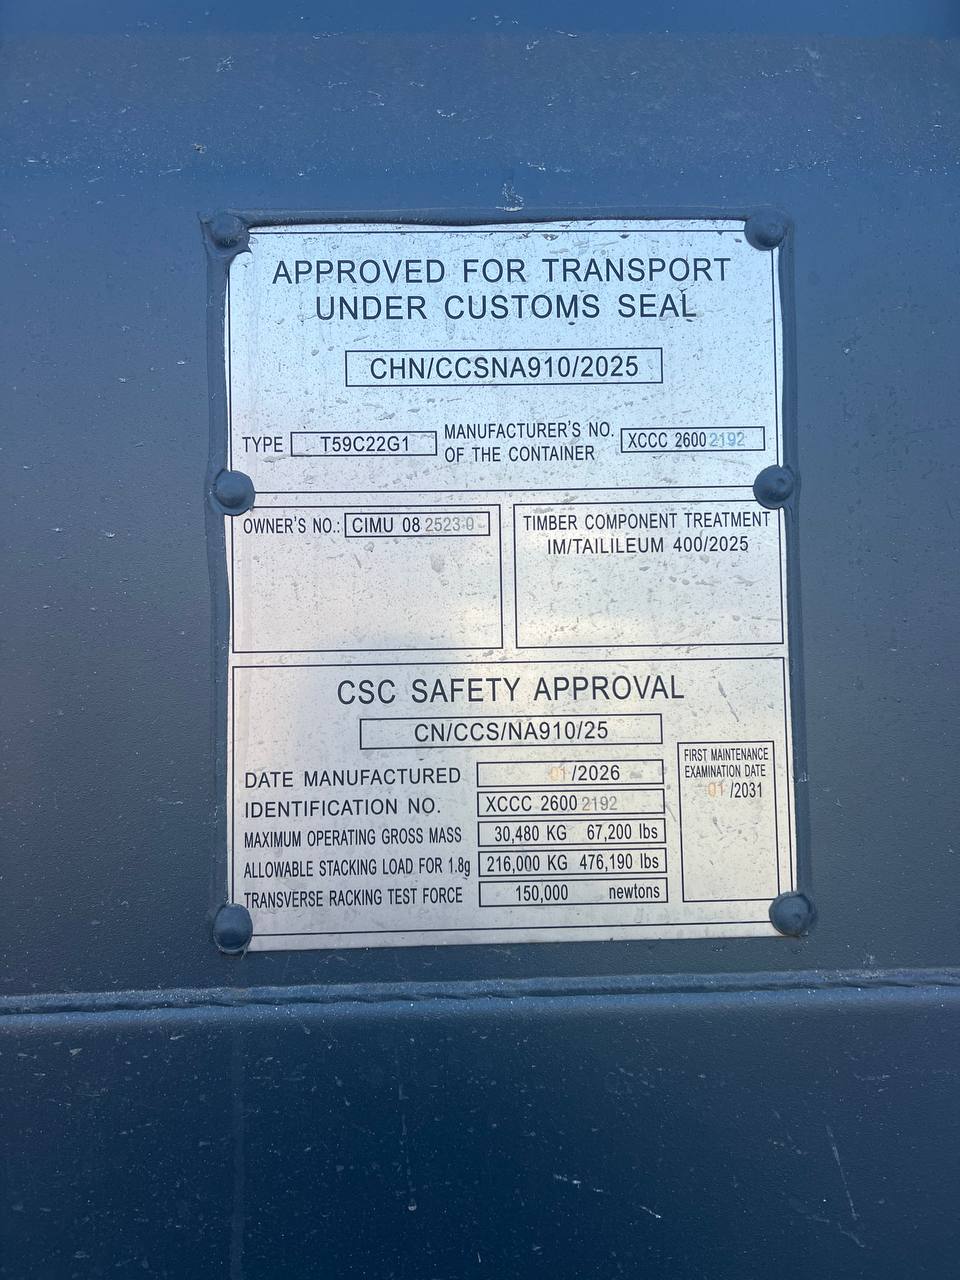 APPROVED FOR TRANSPORT
UNDER CUSTOMS SEAL
CHN/CCSNA910/2025
TYPE T59C22G1 MANUFACTURER'S NO. OF THE CONTAINER XCCC 2600 2192
OWNER'S NO.: CIMU 08 2523-0
TIMBER COMPONENT TREATMENT
IM/TAILILEUM 400/2025
CSC SAFETY APPROVAL
CN/CCS/NA910/25
DATE MANUFACTURED 01/2026
IDENTIFICATION NO. XCCC 2600 2192
MAXIMUM OPERATING GROSS MASS 30,480 KG 67,200 lbs
ALLOWABLE STACKING LOAD FOR 1.8g 216,000 KG 476,190 lbs
TRANSVERSE RACKING TEST FORCE 150,000 newtons
FIRST MAINTENANCE
EXAMINATION DATE
01/2031